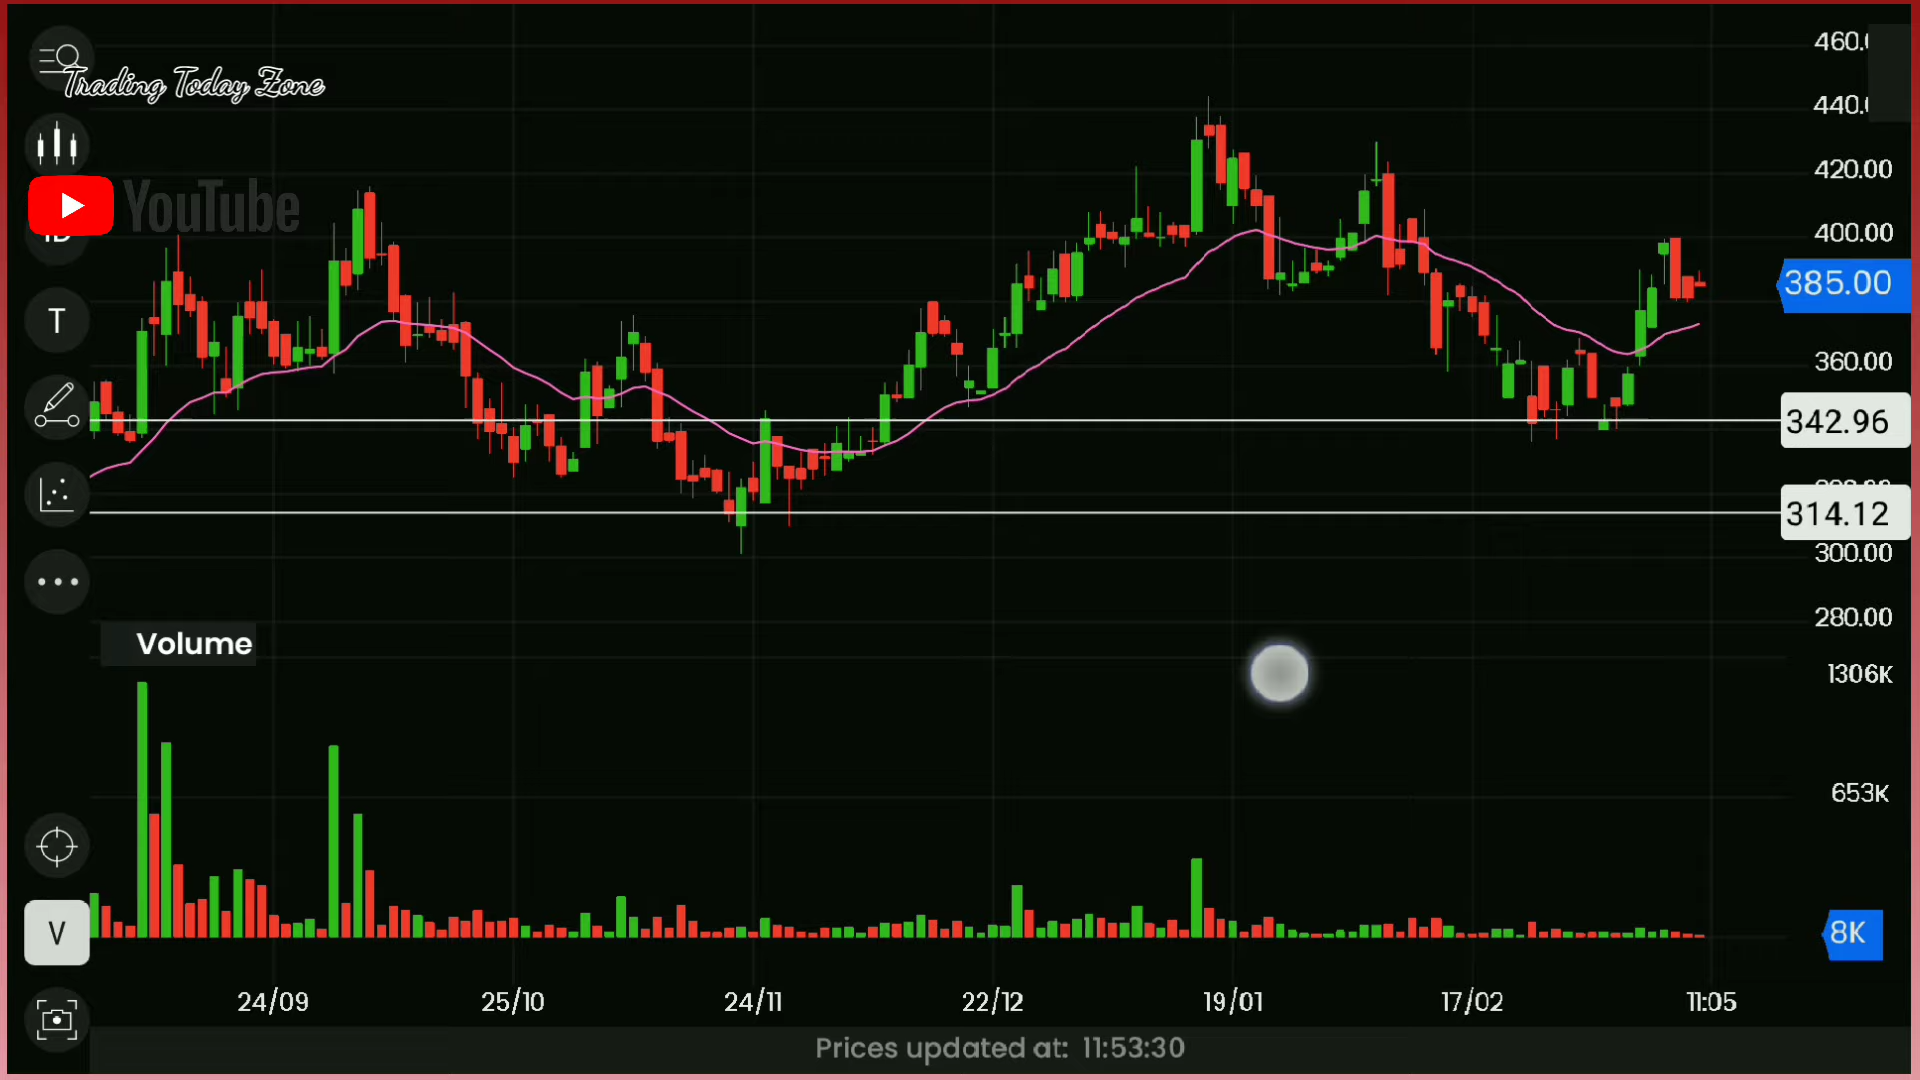 Trading Today Zone
YouTube
T
Volume
V
460.0
440.0
420.00
400.00
385.00
360.00
342.96
314.12
300.00
280.00
1306K
653K
8K
24/09
25/10
24/11
22/12
19/01
17/02
11:05
Prices updated at: 11:53:30